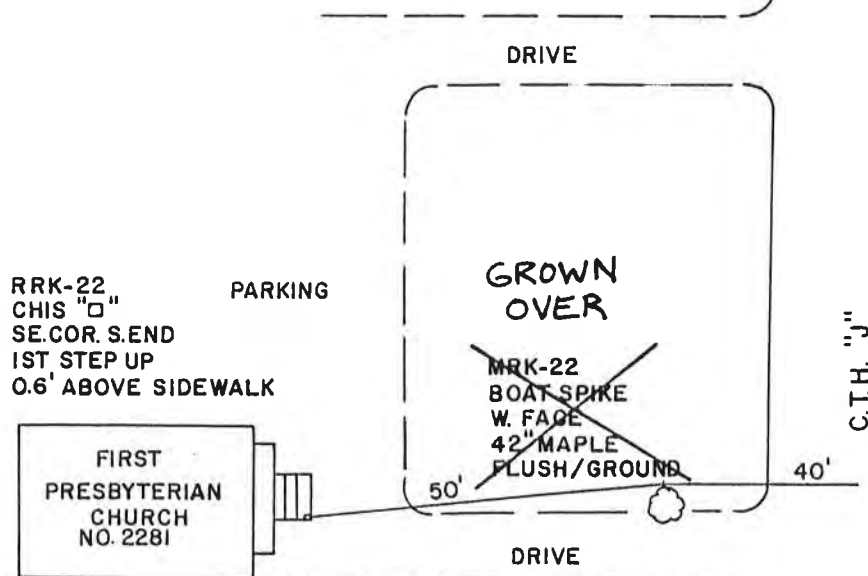 DRIVE
GROWN
OVER
RRK-22
CHIS "□"
SE.COR. S.END
1ST STEP UP
0.6' ABOVE SIDEWALK
PARKING
MRK-22
BOAT SPIKE
W. FACE
42" MAPLE
FLUSH/GROUND
C.T.H. "J"
FIRST
PRESBYTERIAN
CHURCH
NO. 2281
50'
40'
DRIVE